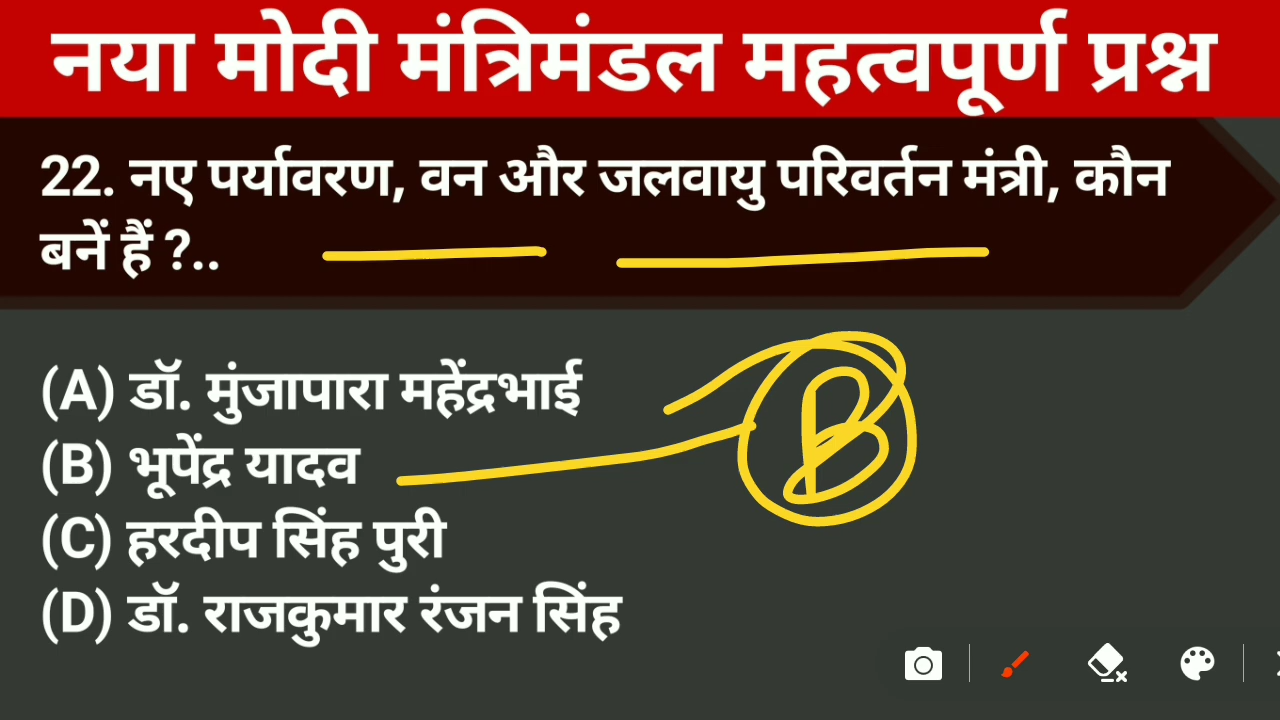 नया मोदी मंत्रिमंडल महत्वपूर्ण प्रश्न
22. नए पर्यावरण, वन और जलवायु परिवर्तन मंत्री, कौन
बनें हैं ?..
(A) डॉ. मुंजापारा महेंद्रभाई
(B) भूपेंद्र यादव
(C) हरदीप सिंह पुरी
(D) डॉ. राजकुमार रंजन सिंह
B